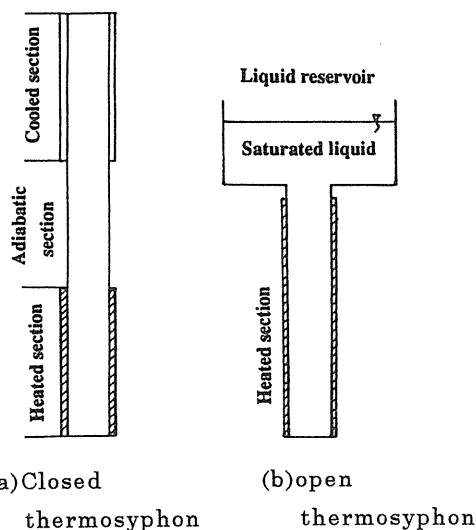 Cooled section
Adiabatic
section
Heated section
Liquid reservoir
Saturated liquid
Heated section
a)Closed
thermosyphon
(b)open
thermosyphon